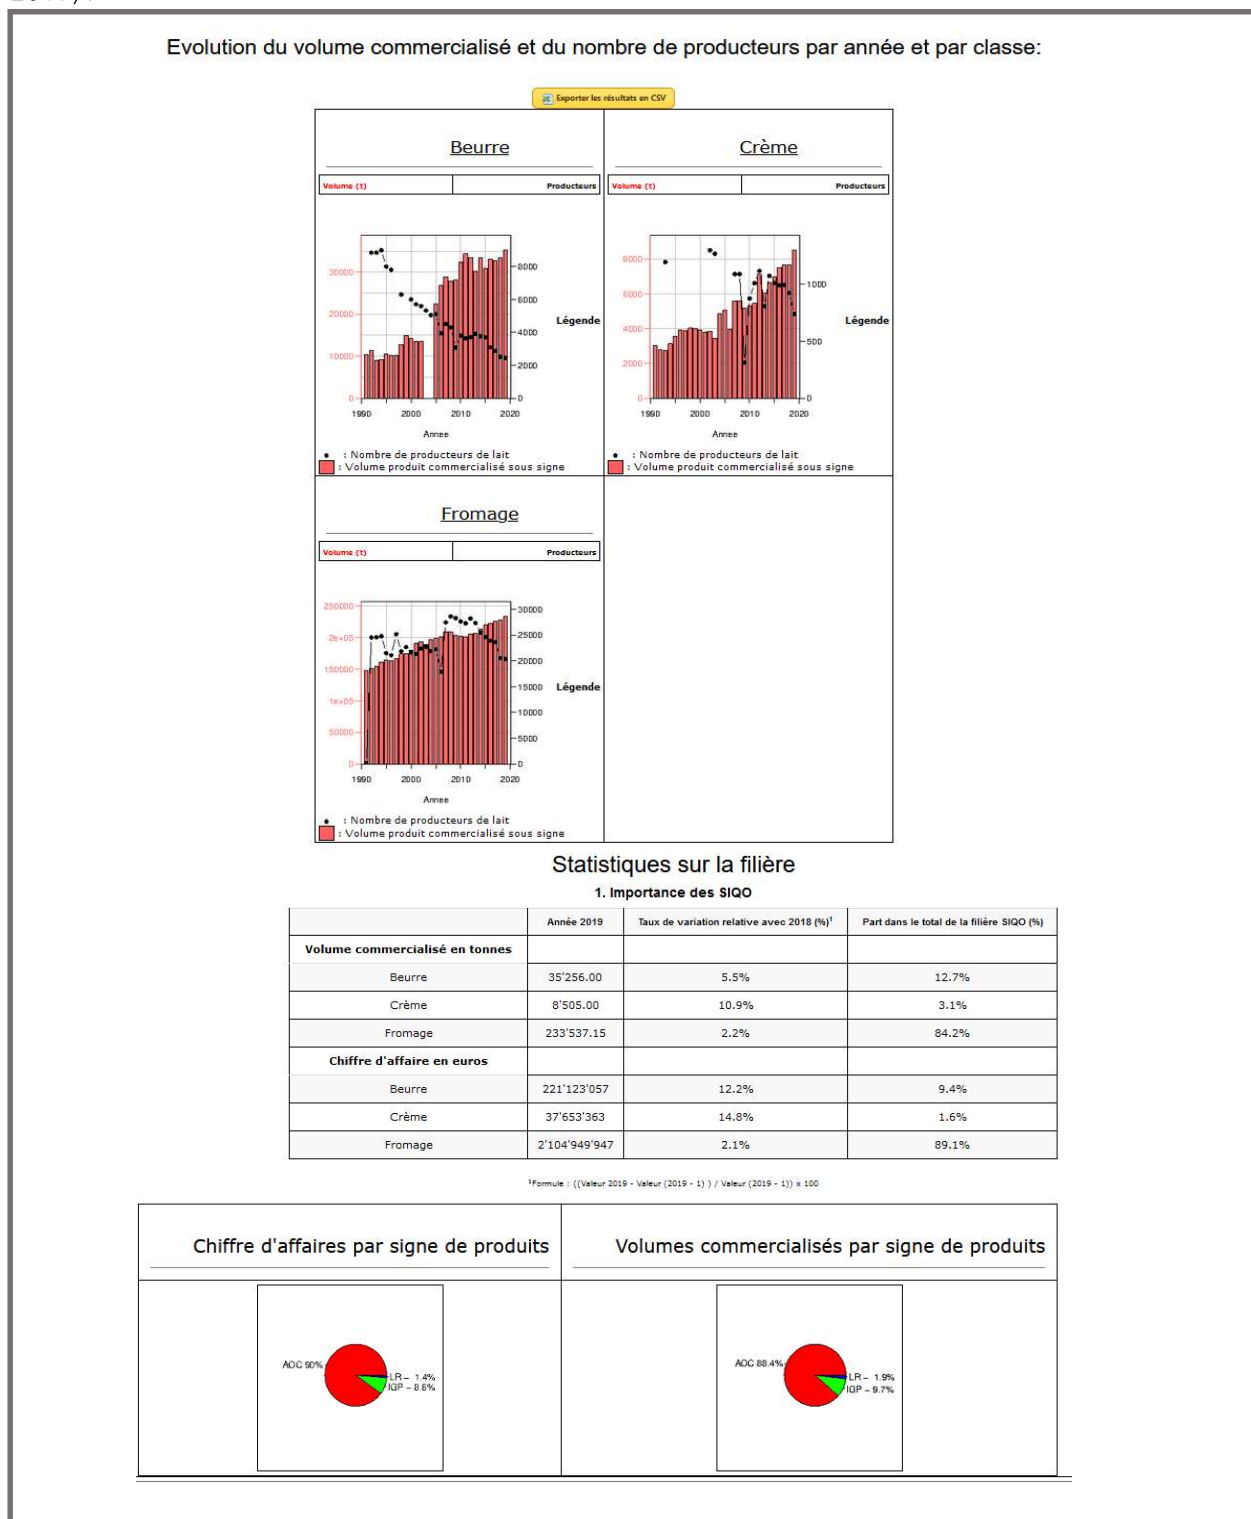 Evolution du volume commercialisé et du nombre de producteurs par année et par classe:
Exporter les résultats en CSV
Beurre
Volume (t) Producteurs
30000
20000
10000
0
8000
6000
4000
2000
0
Légende
1990 2000 2010 2020
Annee
: Nombre de producteurs de lait
: Volume produit commercialisé sous signe
Crème
Volume (t) Producteurs
8000
6000
4000
2000
0
1000
500
0
Légende
1990 2000 2010 2020
Annee
: Nombre de producteurs de lait
: Volume produit commercialisé sous signe
Fromage
Volume (t) Producteurs
250000
2e+05
150000
1e+05
50000
0
30000
25000
20000
15000
10000
5000
0
Légende
1990 2000 2010 2020
Annee
: Nombre de producteurs de lait
: Volume produit commercialisé sous signe
Statistiques sur la filière
1. Importance des SIQO
Année 2019 Taux de variation relative avec 2018 (%)¹ Part dans le total de la filière SIQO (%)
Volume commercialisé en tonnes
Beurre 35'256.00 5.5% 12.7%
Crème 8'505.00 10.9% 3.1%
Fromage 233'537.15 2.2% 84.2%
Chiffre d'affaire en euros
Beurre 221'123'057 12.2% 9.4%
Crème 37'653'363 14.8% 1.6%
Fromage 2'104'949'947 2.1% 89.1%
¹Formule : ((Valeur 2019 - Valeur (2019 - 1) ) / Valeur (2019 - 1)) x 100
Chiffre d'affaires par signe de produits
AOC 90%
LR – 1.4%
IGP – 8.6%
Volumes commercialisés par signe de produits
AOC 88.4%
LR – 1.9%
IGP – 9.7%